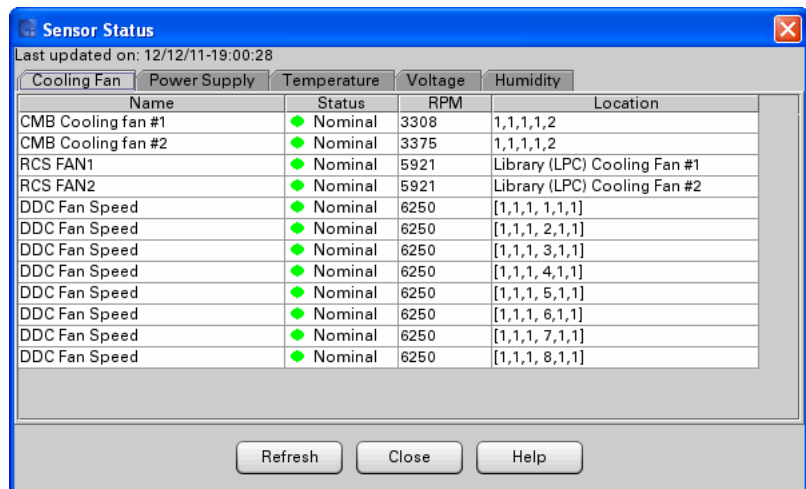 Sensor Status
Last updated on: 12/12/11-19:00:28
Cooling Fan Power Supply Temperature Voltage Humidity
Name Status RPM Location
CMB Cooling fan #1 Nominal 3308 1,1,1,1,2
CMB Cooling fan #2 Nominal 3375 1,1,1,1,2
RCS FAN1 Nominal 5921 Library (LPC) Cooling Fan #1
RCS FAN2 Nominal 5921 Library (LPC) Cooling Fan #2
DDC Fan Speed Nominal 6250 [1,1,1, 1,1,1]
DDC Fan Speed Nominal 6250 [1,1,1, 2,1,1]
DDC Fan Speed Nominal 6250 [1,1,1, 3,1,1]
DDC Fan Speed Nominal 6250 [1,1,1, 4,1,1]
DDC Fan Speed Nominal 6250 [1,1,1, 5,1,1]
DDC Fan Speed Nominal 6250 [1,1,1, 6,1,1]
DDC Fan Speed Nominal 6250 [1,1,1, 7,1,1]
DDC Fan Speed Nominal 6250 [1,1,1, 8,1,1]
Refresh Close Help